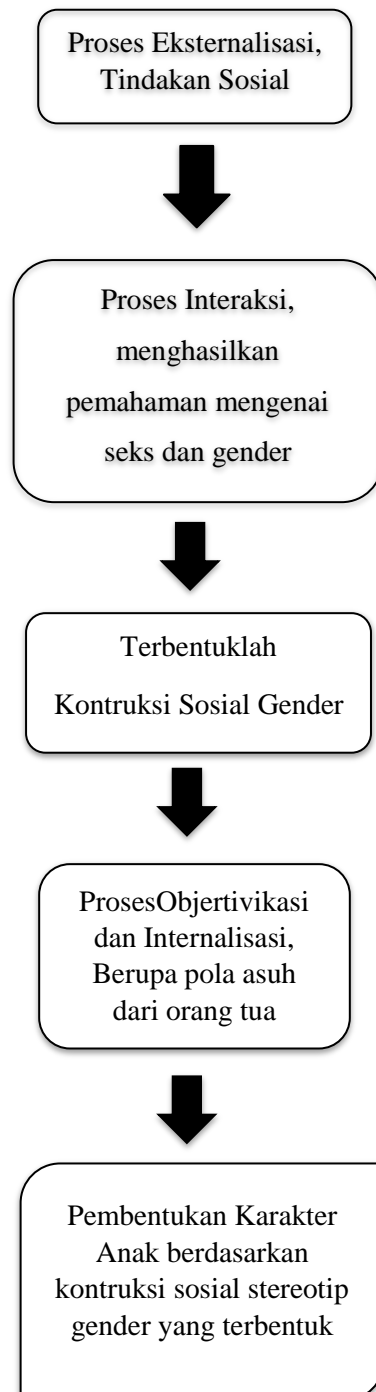 Proses Eksternalisasi,
Tindakan Sosial
Proses Interaksi,
menghasilkan
pemahaman mengenai
seks dan gender
Terbentuklah
Kontruksi Sosial Gender
ProsesObjertivikasi
dan Internalisasi,
Berupa pola asuh
dari orang tua
Pembentukan Karakter
Anak berdasarkan
kontruksi sosial stereotip
gender yang terbentuk